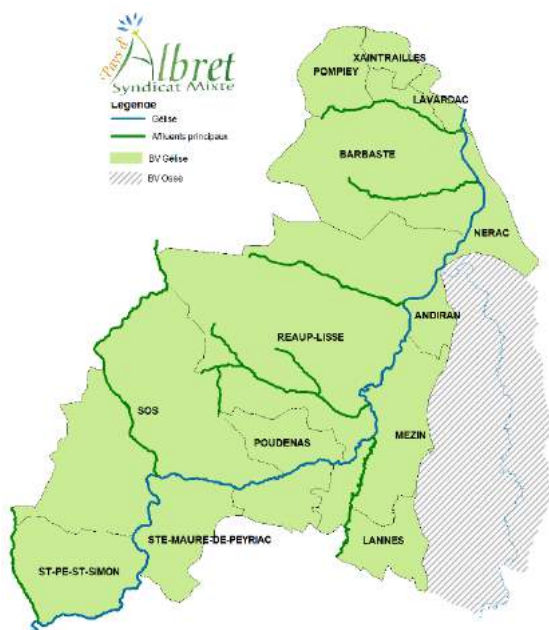 Pays d'
Albret
Syndicat Mixte
Légende
Gélise
Affluents principaux
BV Gélise
BV Osse
XAINTRAILLES
POMPIEY
LAVARDAC
BARBASTE
NERAC
ANDIRAN
REAUP-LISSE
SOS
MEZIN
POUDENAS
STE-MAURE-DE-PEYRIAC
LANNES
ST-PE-ST-SIMON